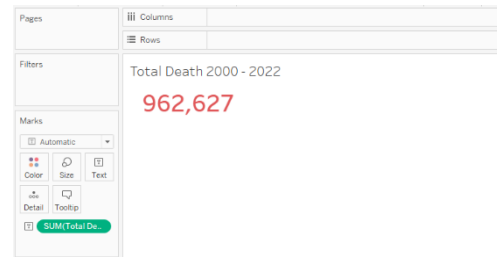 Pages
Columns
Rows
Filters
Total Death 2000 - 2022
962,627
Marks
Automatic
Color Size Text
Detail Tooltip
SUM(Total De..